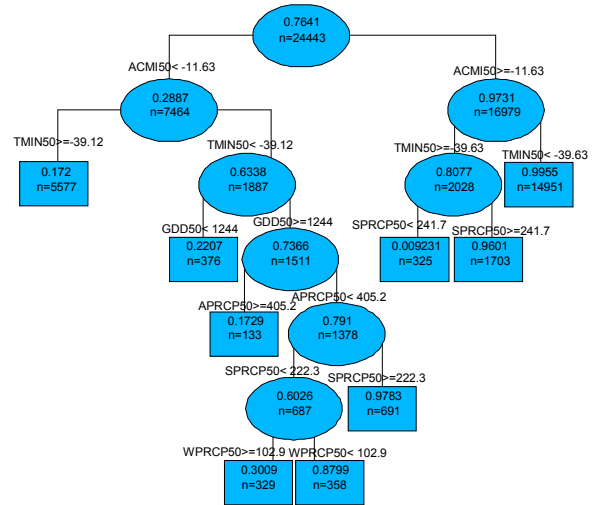 0.7641
n=24443
ACMI50< -11.63
ACMI50>=-11.63
0.2887
n=7464
0.9731
n=16979
TMIN50>=-39.12
TMIN50< -39.12
TMIN50>=-39.63
TMIN50< -39.63
0.172
n=5577
0.6338
n=1887
0.8077
n=2028
0.9955
n=14951
GDD50< 1244
GDD50>=1244
SPRCP50< 241.7
SPRCP50>=241.7
0.2207
n=376
0.7366
n=1511
0.009231
n=325
0.9601
n=1703
APRCP50>=405.2
APRCP50< 405.2
0.1729
n=133
0.791
n=1378
SPRCP50< 222.3
SPRCP50>=222.3
0.6026
n=687
0.9783
n=691
WPRCP50>=102.9
WPRCP50< 102.9
0.3009
n=329
0.8799
n=358